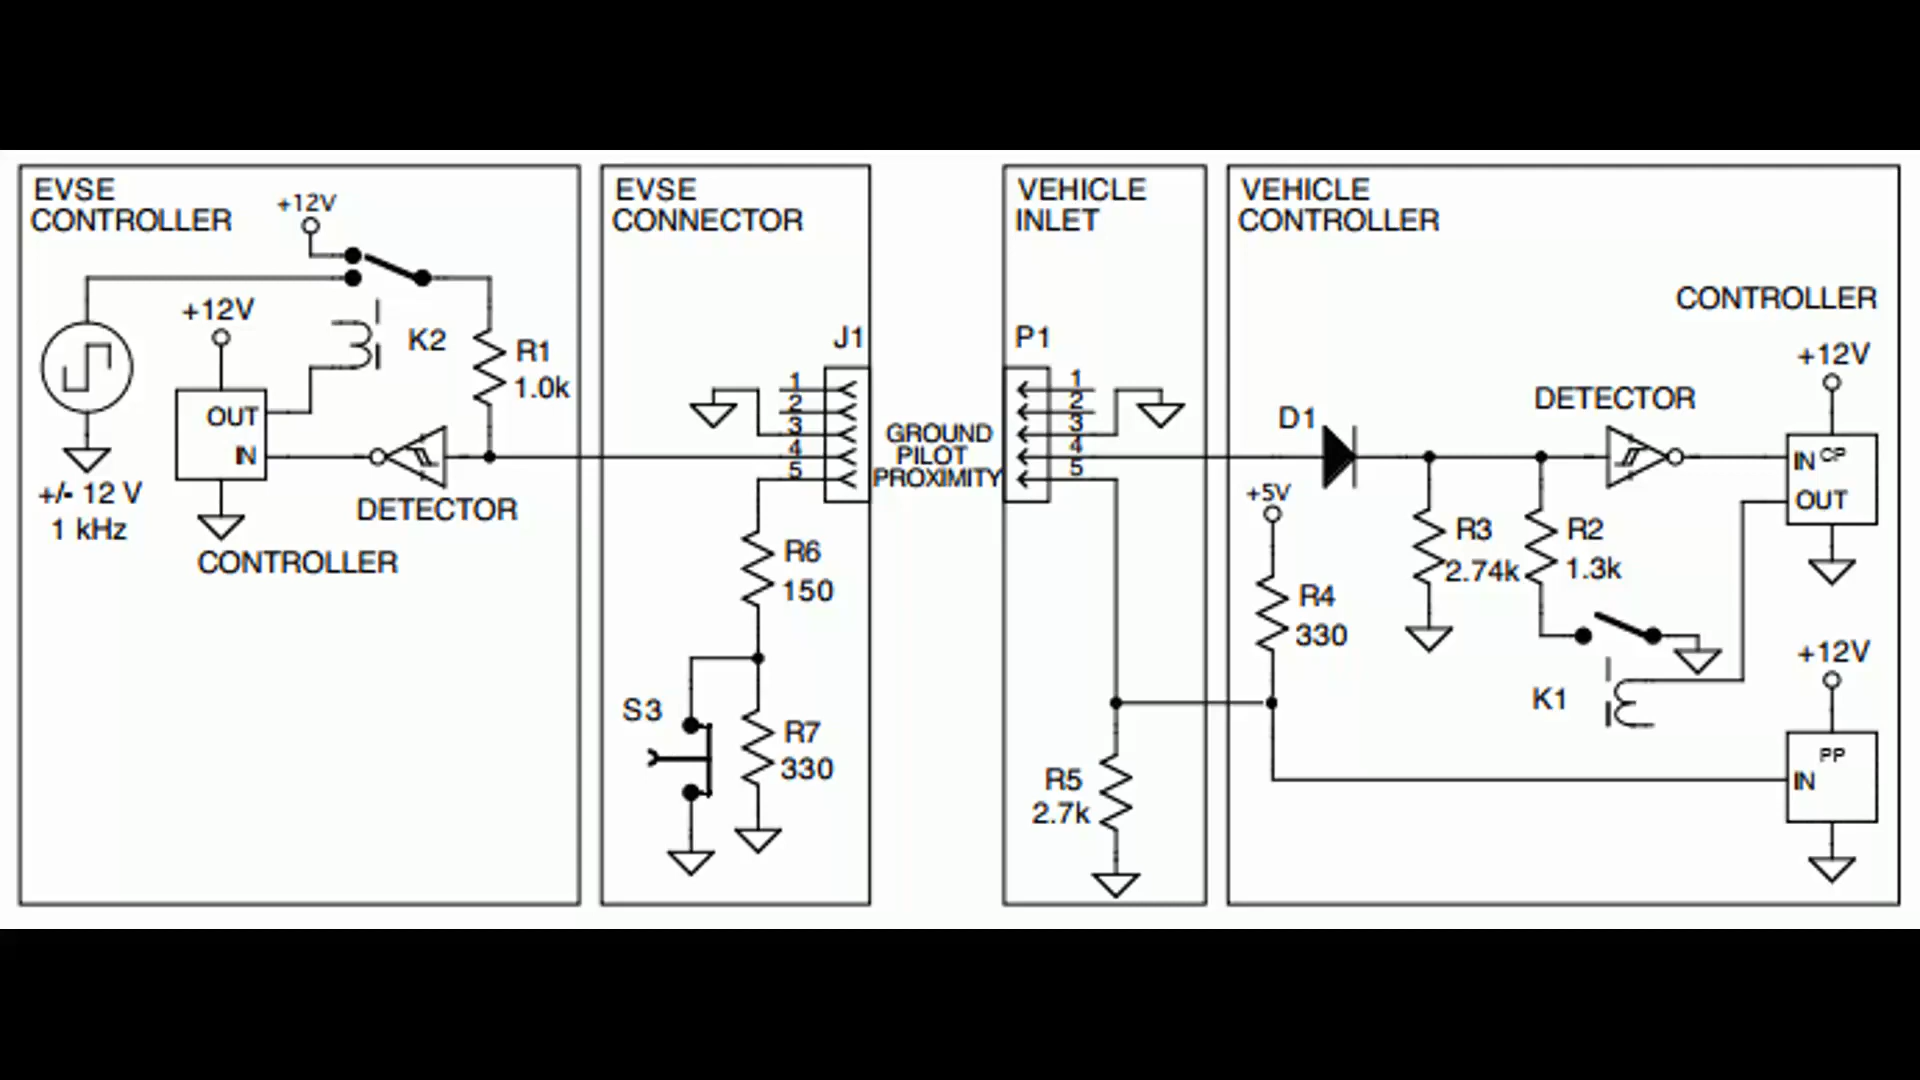 EVSE
CONTROLLER
+12V
+12V
K2
R1
1.0k
OUT
IN
+/- 12 V
1 kHz
DETECTOR
CONTROLLER
EVSE
CONNECTOR
J1
1
2
3
4
5
R6
150
S3
R7
330
GROUND
PILOT
PROXIMITY
VEHICLE
INLET
P1
1
2
3
4
5
R5
2.7k
VEHICLE
CONTROLLER
CONTROLLER
+12V
DETECTOR
D1
IN CP
OUT
+5V
R3
2.74k
R2
1.3k
R4
330
K1
+12V
PP
IN